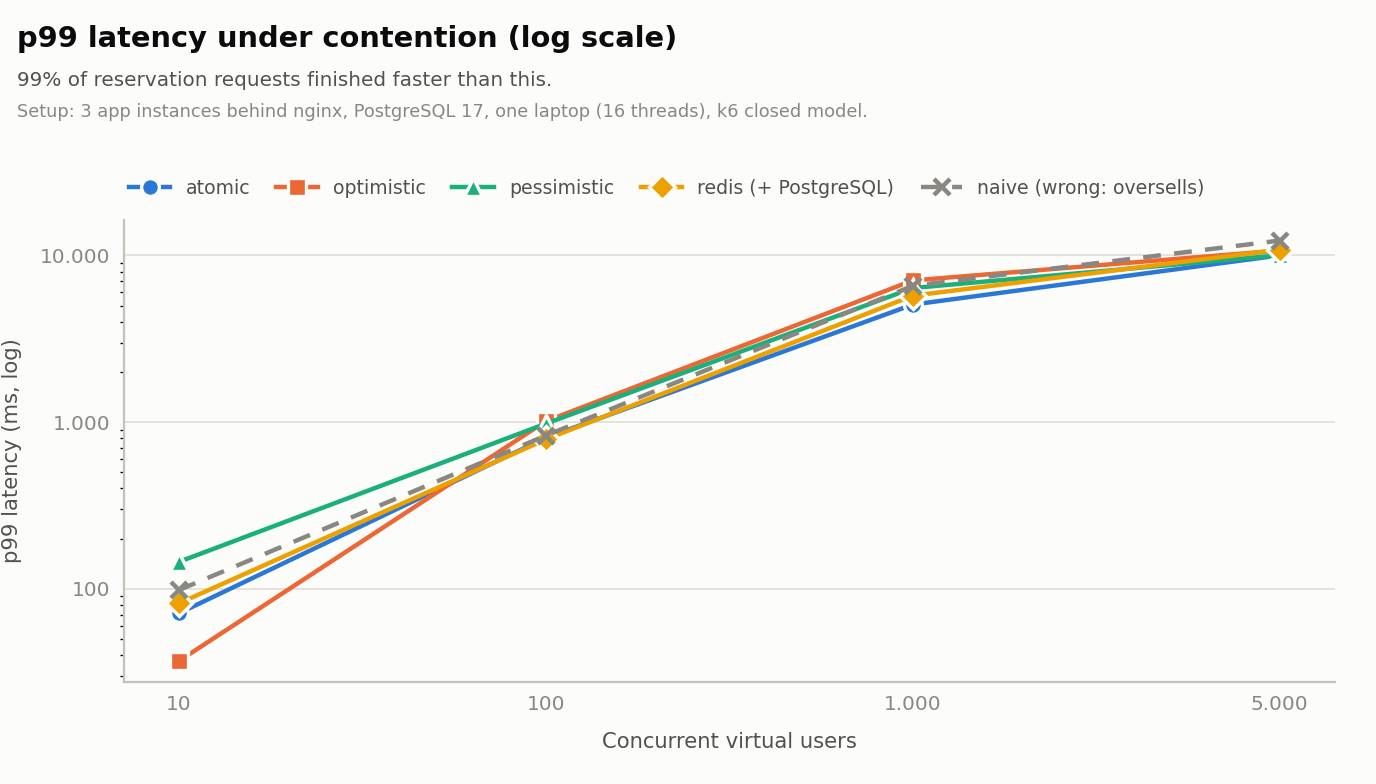 p99 latency under contention (log scale)
99% of reservation requests finished faster than this.
Setup: 3 app instances behind nginx, PostgreSQL 17, one laptop (16 threads), k6 closed model.
atomic optimistic pessimistic redis (+ PostgreSQL) naive (wrong: oversells)
p99 latency (ms, log)
10.000
1.000
100
10 100 1.000 5.000
Concurrent virtual users